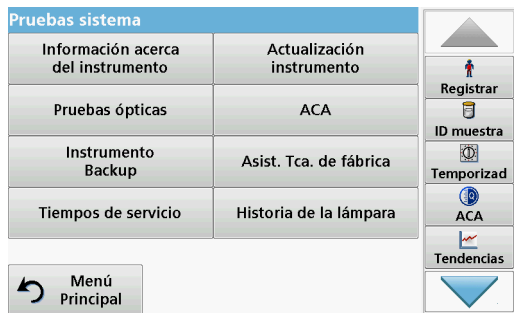 Pruebas sistema
Información acerca
del instrumento
Actualización
instrumento
Pruebas ópticas
ACA
Instrumento
Backup
Asist. Tca. de fábrica
Tiempos de servicio
Historia de la lámpara
Menú
Principal
Registrar
ID muestra
Temporizad
ACA
Tendencias